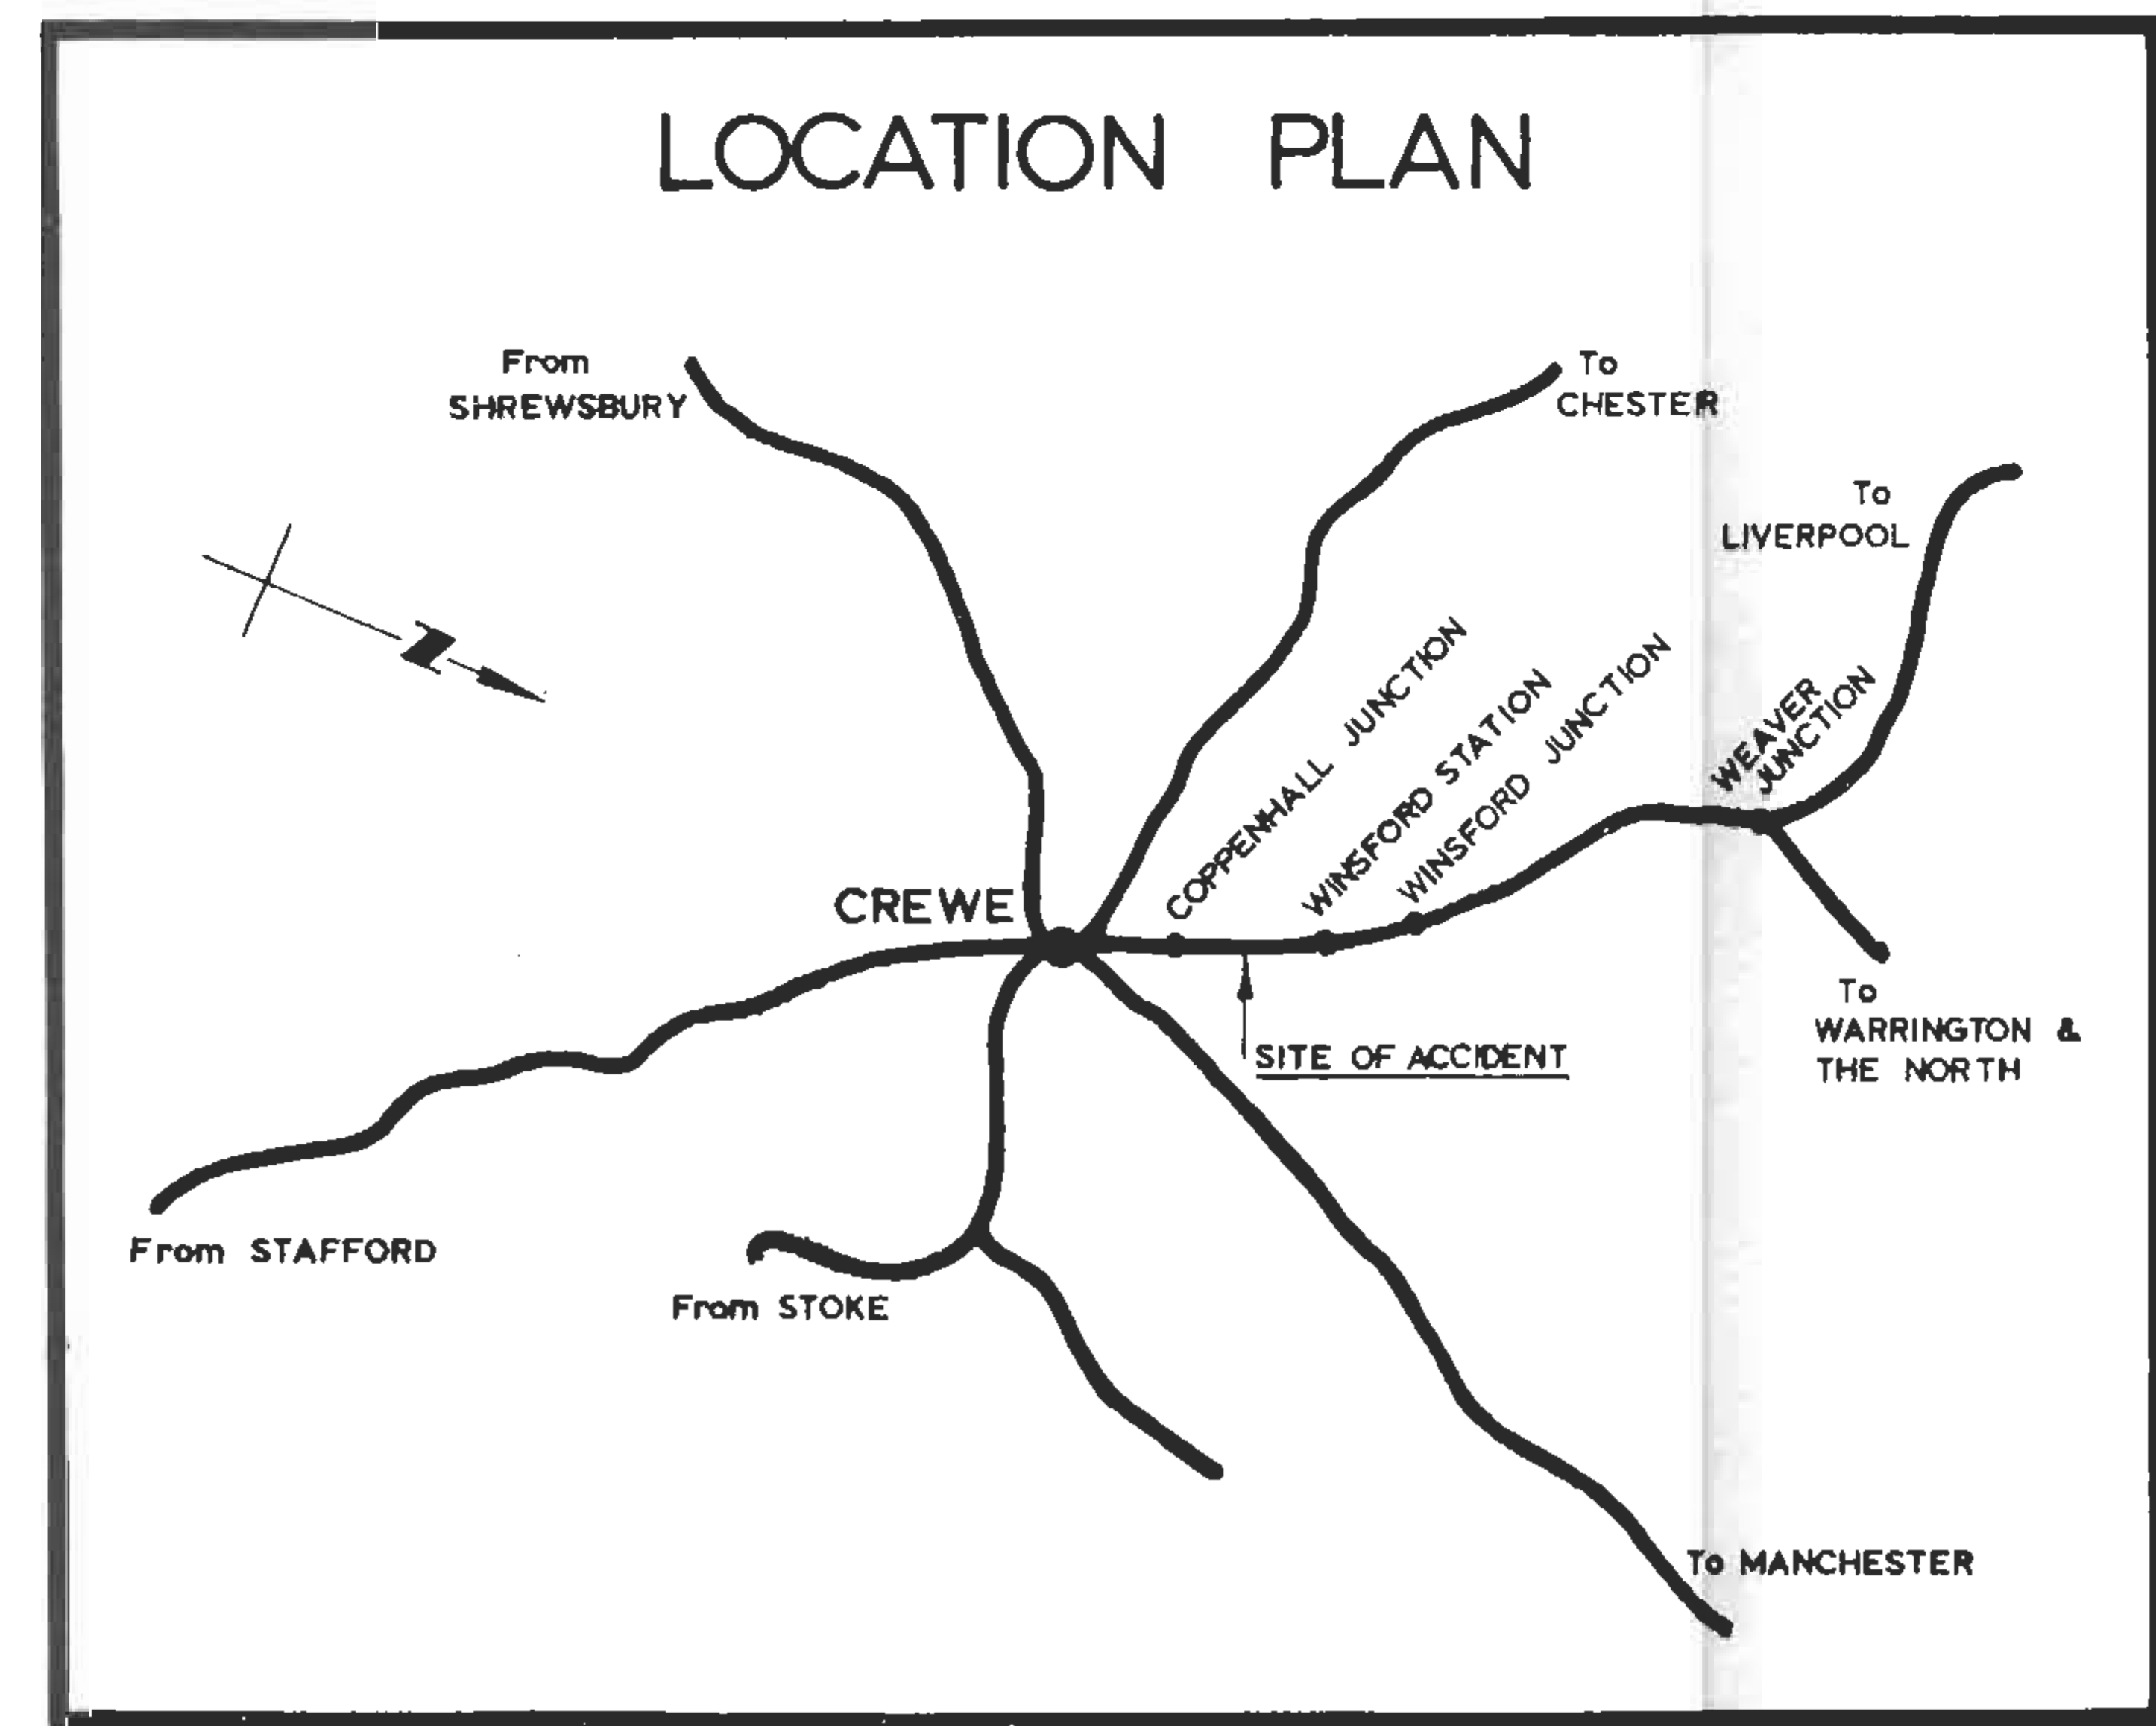 LOCATION PLAN
From
SHREWSBURY
To
CHESTER
To
LIVERPOOL
N
COPPENHALL JUNCTION
WINSFORD STATION
WINSFORD JUNCTION
WEAVER
JUNCTION
CREWE
To
WARRINGTON &
THE NORTH
SITE OF ACCIDENT
From STAFFORD
From STOKE
To MANCHESTER